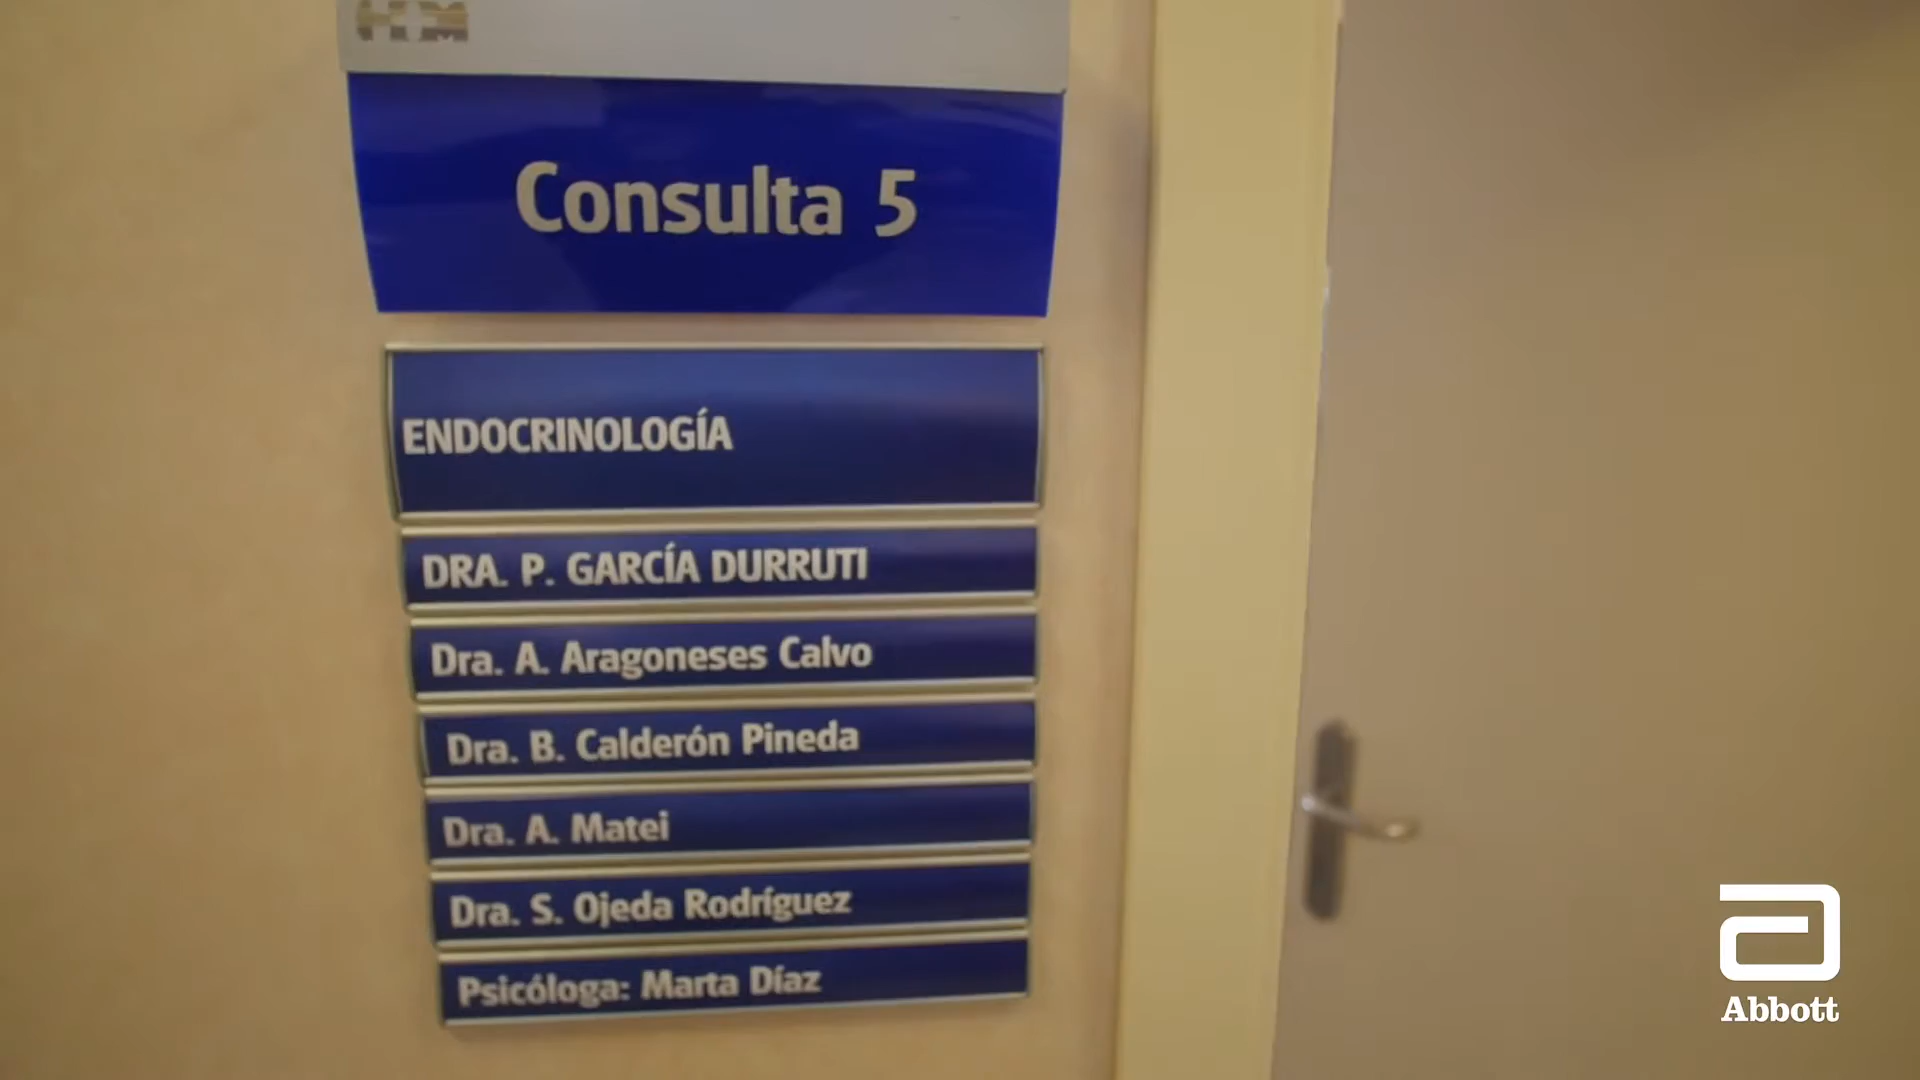 HM
Consulta 5
ENDOCRINOLOGÍA
DRA. P. GARCÍA DURRUTI
Dra. A. Aragoneses Calvo
Dra. B. Calderón Pineda
Dra. A. Matei
Dra. S. Ojeda Rodríguez
Psicóloga: Marta Díaz
Abbott